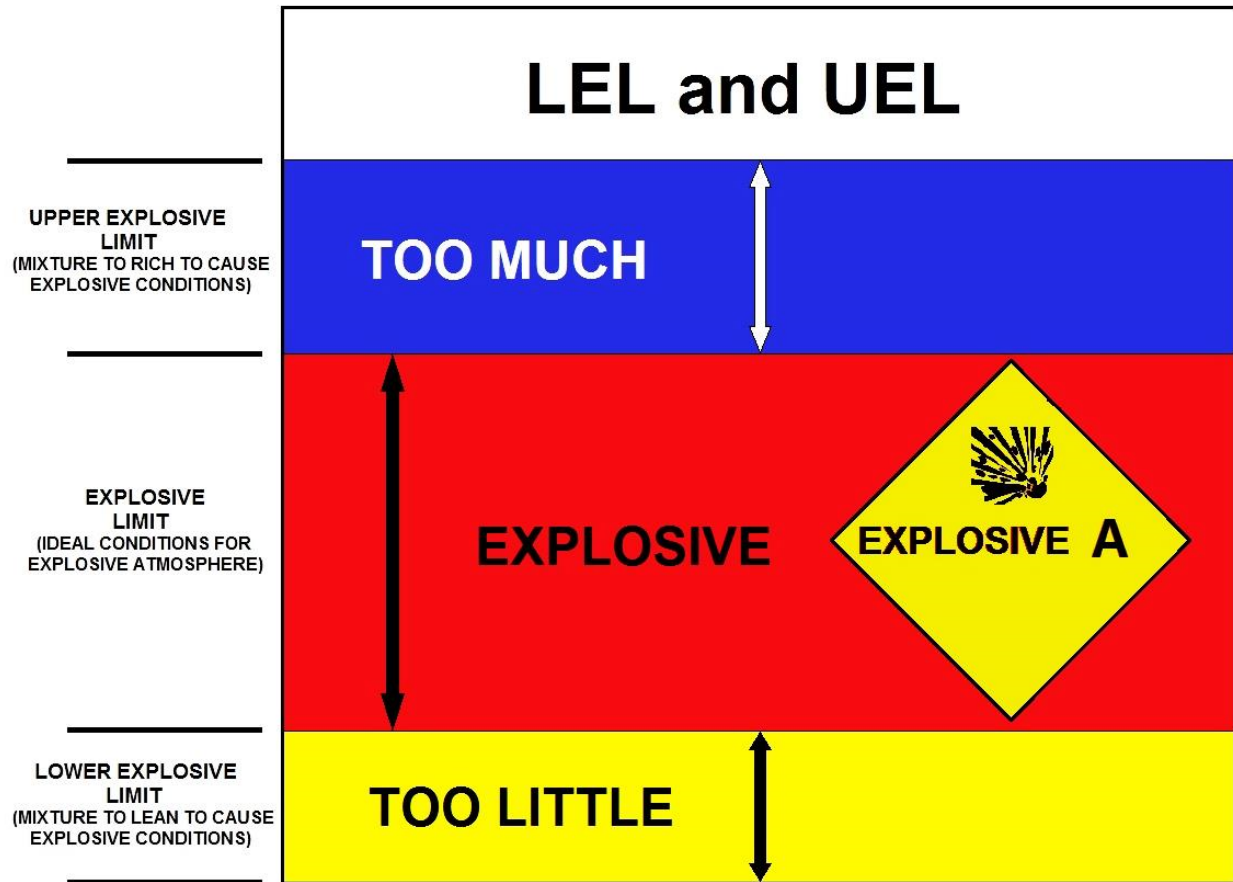 LEL and UEL
UPPER EXPLOSIVE
LIMIT
(MIXTURE TO RICH TO CAUSE
EXPLOSIVE CONDITIONS)
TOO MUCH
EXPLOSIVE
LIMIT
(IDEAL CONDITIONS FOR
EXPLOSIVE ATMOSPHERE)
EXPLOSIVE
EXPLOSIVE A
LOWER EXPLOSIVE
LIMIT
(MIXTURE TO LEAN TO CAUSE
EXPLOSIVE CONDITIONS)
TOO LITTLE